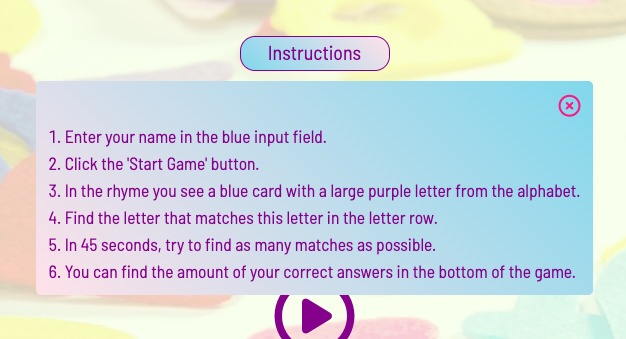 Instructions
1. Enter your name in the blue input field.
2. Click the 'Start Game' button.
3. In the rhyme you see a blue card with a large purple letter from the alphabet.
4. Find the letter that matches this letter in the letter row.
5. In 45 seconds, try to find as many matches as possible.
6. You can find the amount of your correct answers in the bottom of the game.